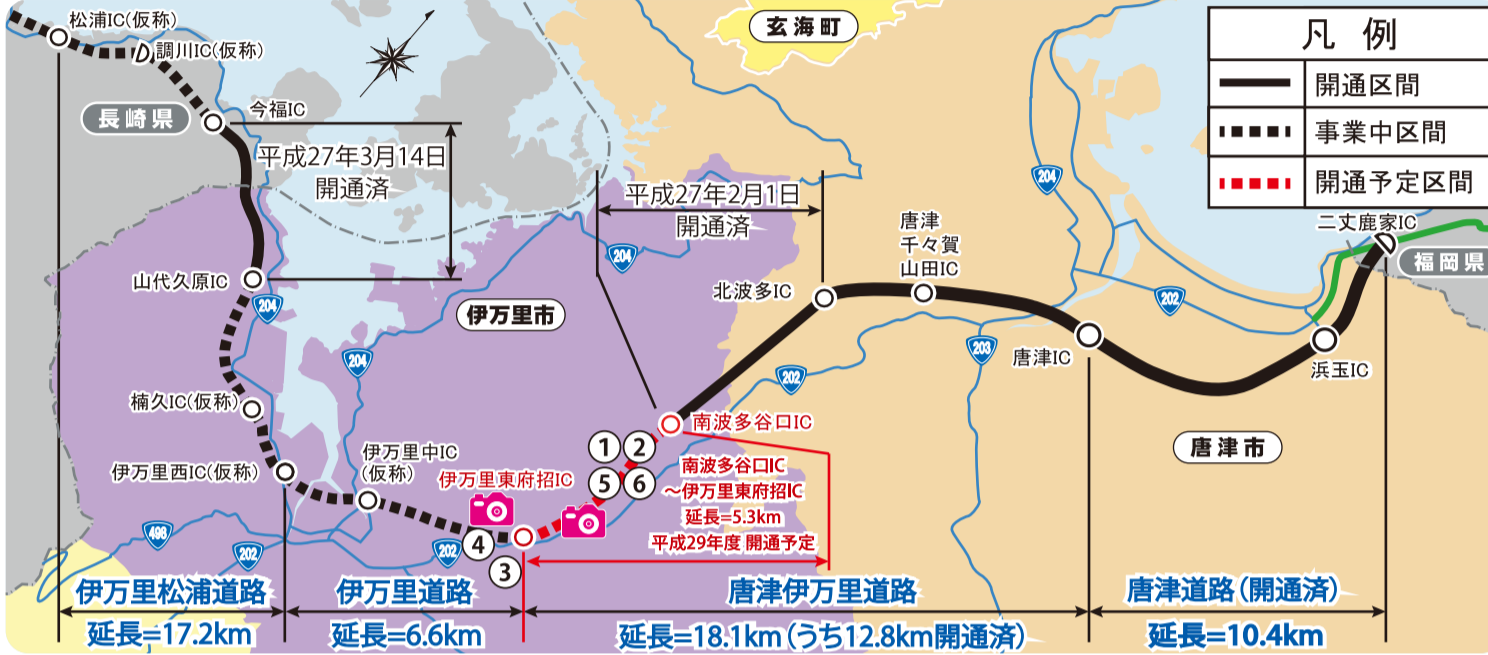 松浦IC(仮称)
調川IC(仮称)
長崎県
今福IC
平成27年3月14日
開通済
山代久原IC
204
楠久IC(仮称)
伊万里西IC(仮称)
伊万里中IC
(仮称)
204
伊万里市
204
平成27年2月1日
開通済
玄海町
凡 例
開通区間
事業中区間
開通予定区間
204
二丈鹿家IC
福岡県
唐津
千々賀
山田IC
北波多IC
202
203
唐津IC
浜玉IC
202
唐津市
南波多谷口IC
伊万里東府招IC
① ②
⑤ ⑥
南波多谷口IC
~伊万里東府招IC
延長=5.3km
平成29年度 開通予定
④
③
498
202
202
伊万里松浦道路
延長=17.2km
伊万里道路
延長=6.6km
唐津伊万里道路
延長=18.1km(うち12.8km開通済)
唐津道路(開通済)
延長=10.4km